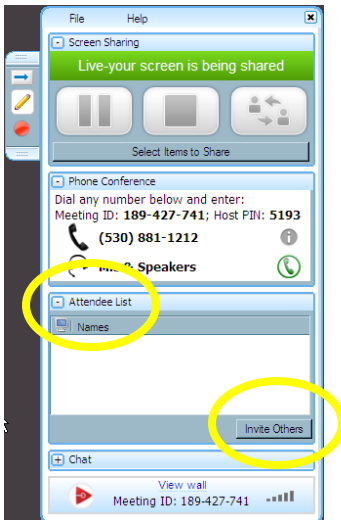 File Help
Screen Sharing
Live-your screen is being shared
Select Items to Share
Phone Conference
Dial any number below and enter:
Meeting ID: 189-427-741; Host PIN: 5193
(530) 881-1212
Mic & Speakers
Attendee List
Names
Invite Others
Chat
View wall
Meeting ID: 189-427-741